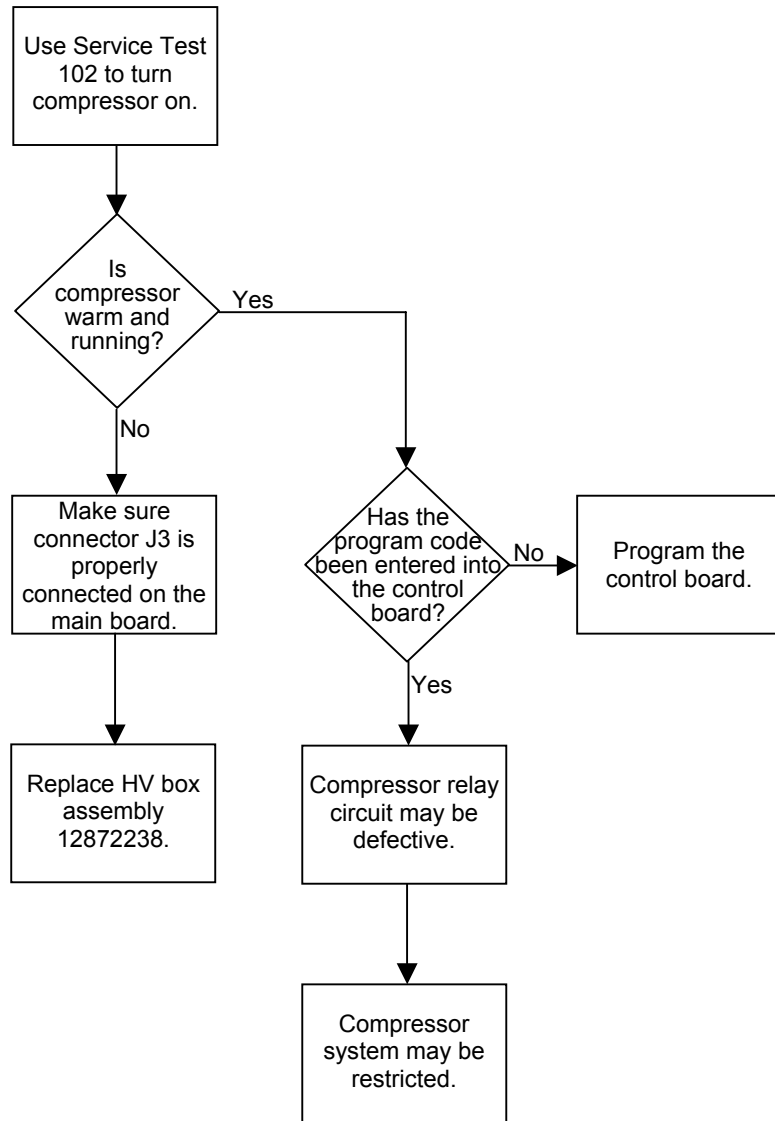 Use Service Test
102 to turn
compressor on.
Is
compressor
warm and
running?
Yes
No
Make sure
connector J3 is
properly
connected on the
main board.
Replace HV box
assembly
12872238.
Has the
program code
been entered into
the control
board?
No
Program the
control board.
Yes
Compressor relay
circuit may be
defective.
Compressor
system may be
restricted.